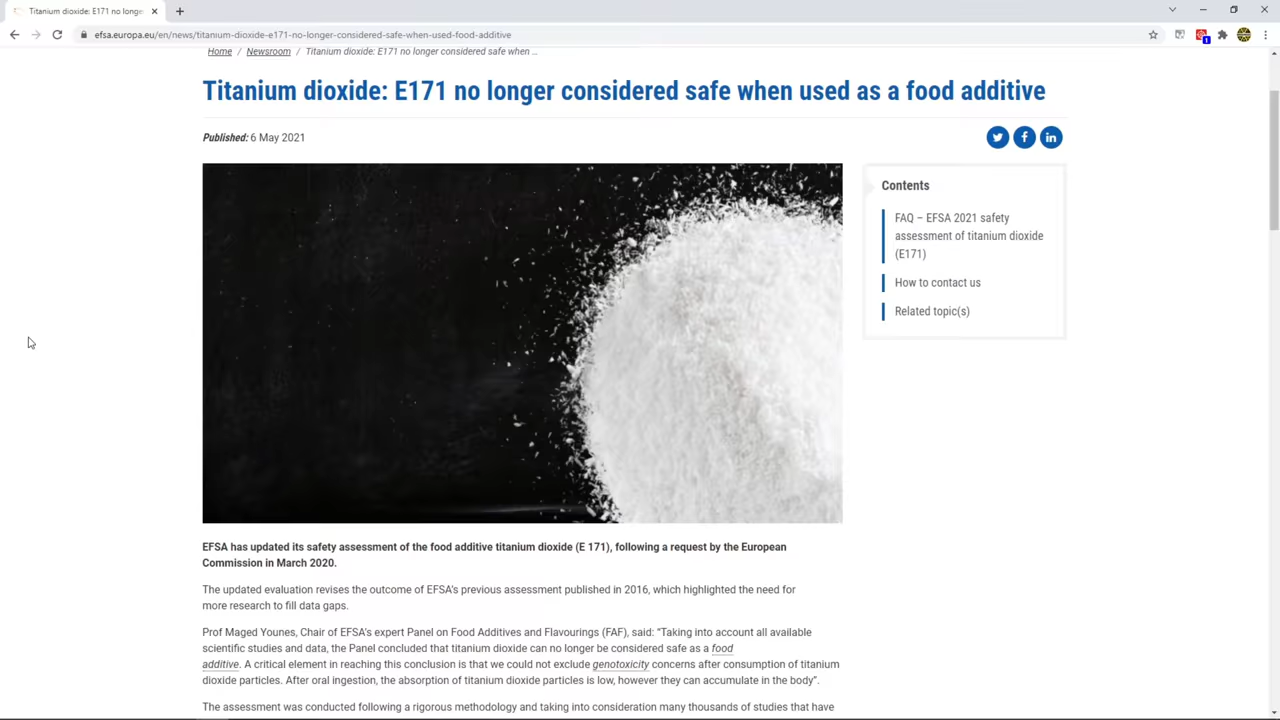 Titanium dioxide: E171 no longe
efsa.europa.eu/en/news/titanium-dioxide-e171-no-longer-considered-safe-when-used-food-additive
1
Home / Newsroom / Titanium dioxide: E171 no longer considered safe when ...
Titanium dioxide: E171 no longer considered safe when used as a food additive
Published: 6 May 2021
Contents
FAQ – EFSA 2021 safety
assessment of titanium dioxide
(E171)
How to contact us
Related topic(s)
EFSA has updated its safety assessment of the food additive titanium dioxide (E 171), following a request by the European
Commission in March 2020.
The updated evaluation revises the outcome of EFSA's previous assessment published in 2016, which highlighted the need for
more research to fill data gaps.
Prof Maged Younes, Chair of EFSA's expert Panel on Food Additives and Flavourings (FAF), said: “Taking into account all available
scientific studies and data, the Panel concluded that titanium dioxide can no longer be considered safe as a food
additive. A critical element in reaching this conclusion is that we could not exclude genotoxicity concerns after consumption of titanium
dioxide particles. After oral ingestion, the absorption of titanium dioxide particles is low, however they can accumulate in the body”.
The assessment was conducted following a rigorous methodology and taking into consideration many thousands of studies that have